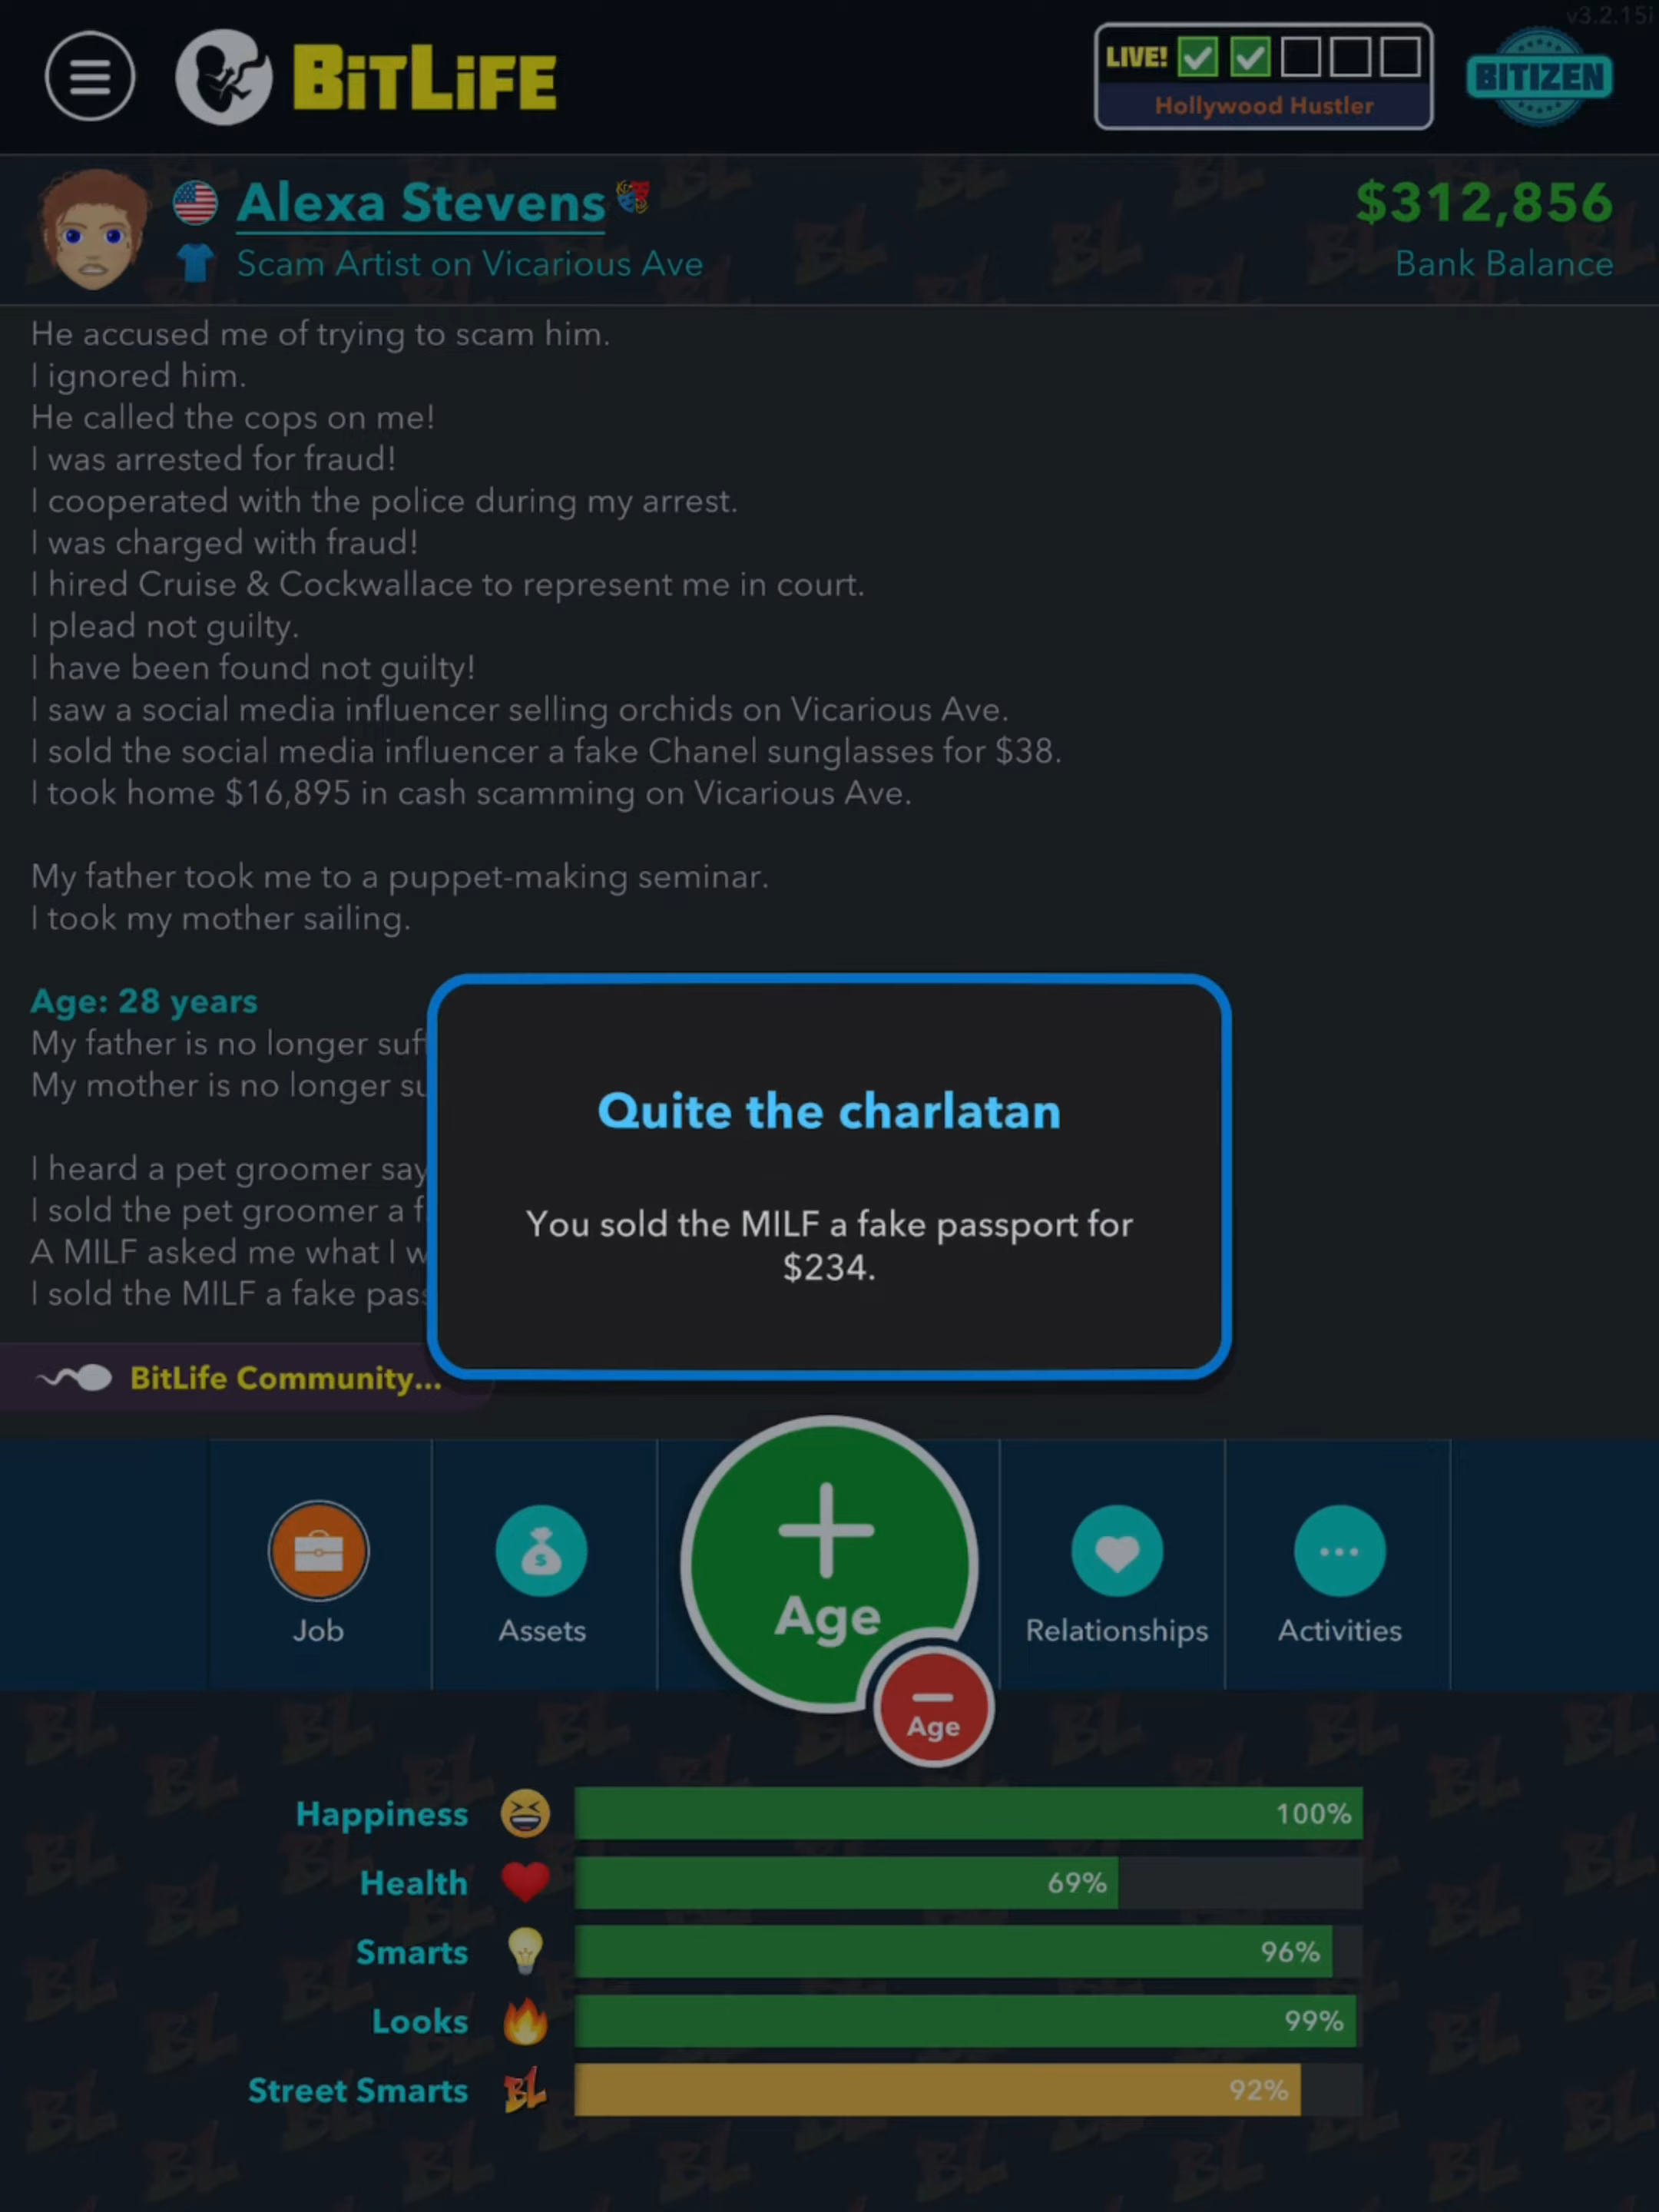 v3.2.15i
BiTLiFE
LIVE!
Hollywood Hustler
BITIZEN
Alexa Stevens
$312,856
Scam Artist on Vicarious Ave
Bank Balance
He accused me of trying to scam him.
I ignored him.
He called the cops on me!
I was arrested for fraud!
I cooperated with the police during my arrest.
I was charged with fraud!
I hired Cruise & Cockwallace to represent me in court.
I plead not guilty.
I have been found not guilty!
I saw a social media influencer selling orchids on Vicarious Ave.
I sold the social media influencer a fake Chanel sunglasses for $38.
I took home $16,895 in cash scamming on Vicarious Ave.
My father took me to a puppet-making seminar.
I took my mother sailing.
Age: 28 years
My father is no longer suf
My mother is no longer su
I heard a pet groomer say
I sold the pet groomer a f
A MILF asked me what I w
I sold the MILF a fake pass
Quite the charlatan
You sold the MILF a fake passport for
$234.
BitLife Community...
Job
Assets
Age
Age
Relationships
Activities
Happiness
100%
Health
69%
Smarts
96%
Looks
99%
Street Smarts
BL
92%